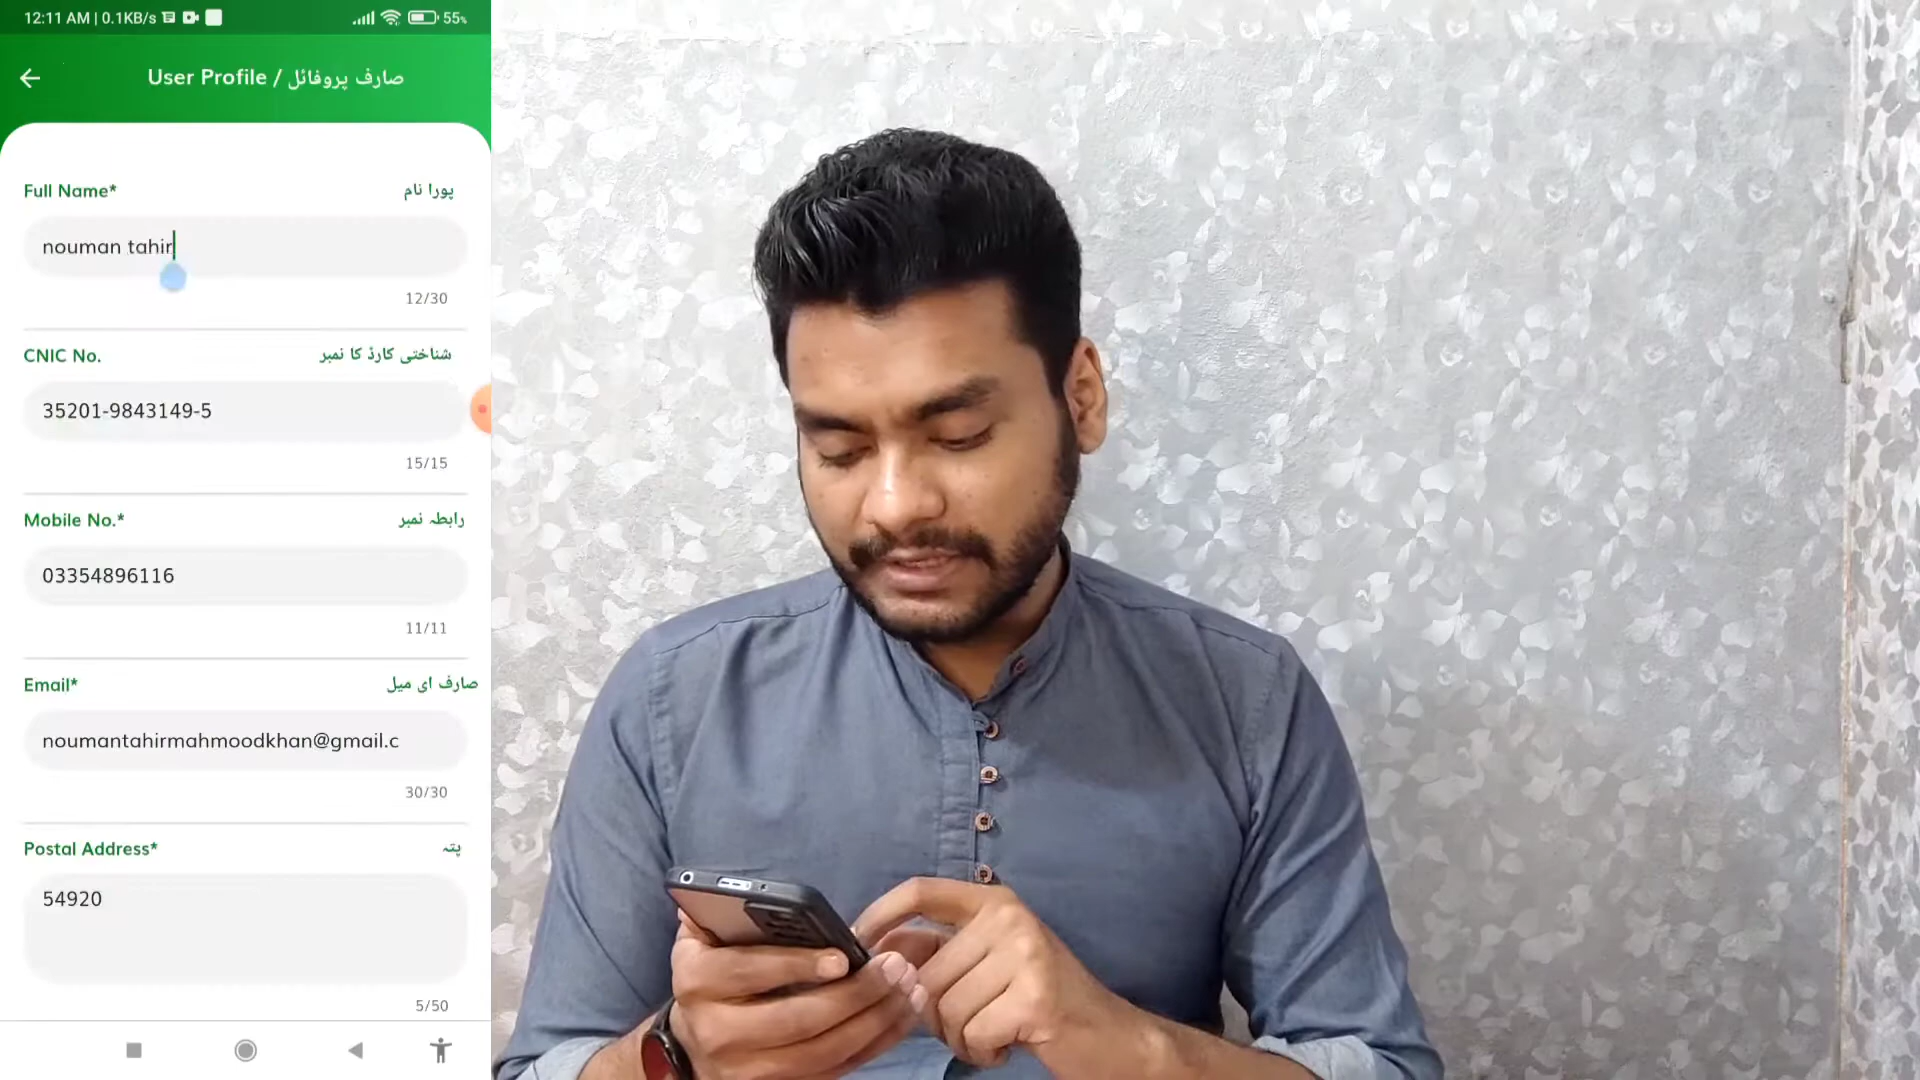 12:11 AM | 0.1KB/s 55%
User Profile / صارف پروفائل
Full Name* پورا نام
nouman tahir
12/30
CNIC No. شناختی کارڈ کا نمبر
35201-9843149-5
15/15
Mobile No.* رابطہ نمبر
03354896116
11/11
Email* صارف ای میل
noumantahirmahmoodkhan@gmail.c
30/30
Postal Address* پتہ
54920
5/50